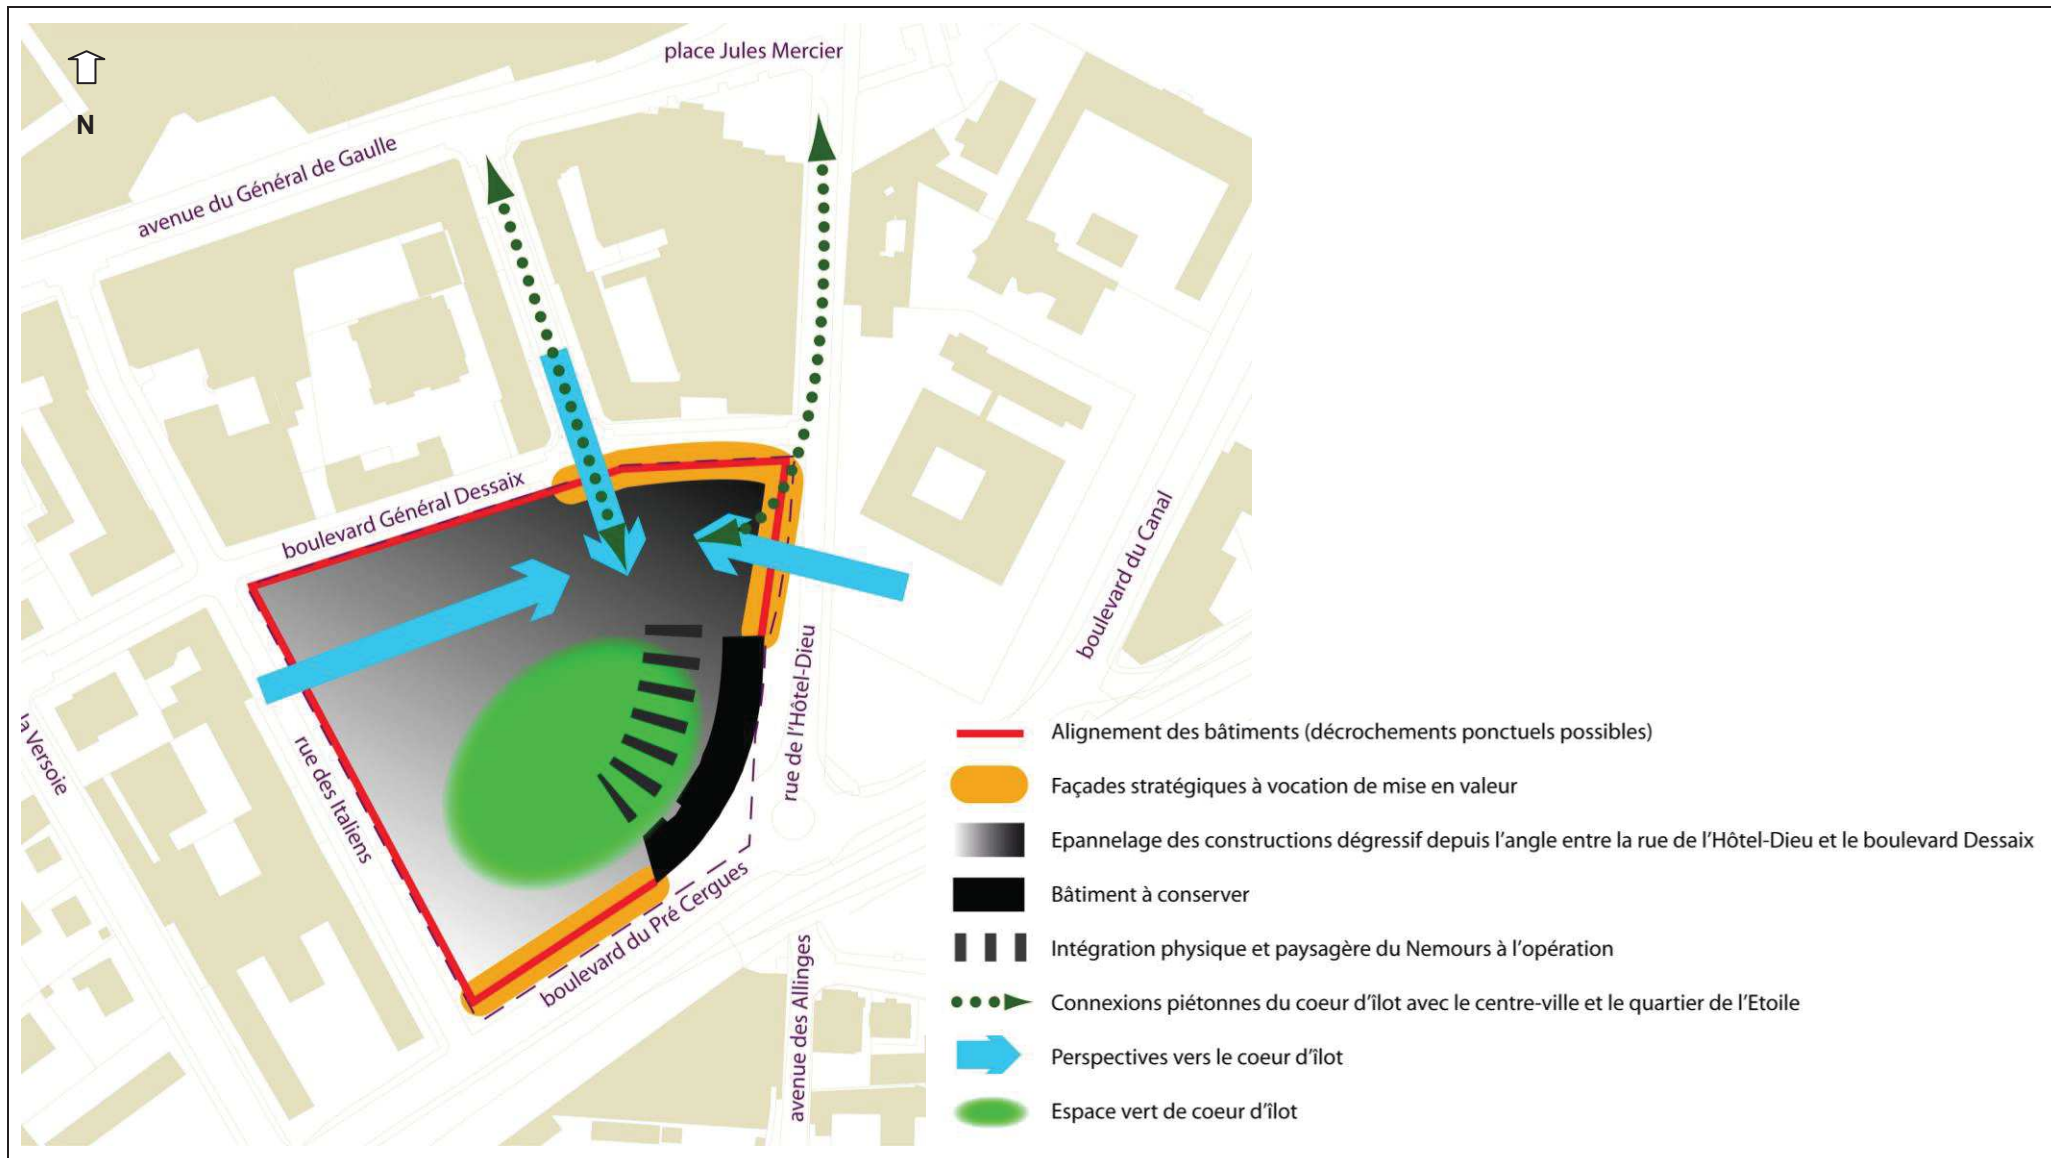 place Jules Mercier
N
avenue du Général de Gaulle
boulevard Général Dessaix
boulevard du Canal
rue de l'Hôtel-Dieu
la Versoie
rue des Italiens
boulevard du Pré Cergues
avenue des Allinges
Alignement des bâtiments (décrochements ponctuels possibles)
Façades stratégiques à vocation de mise en valeur
Epannelage des constructions dégressif depuis l'angle entre la rue de l'Hôtel-Dieu et le boulevard Dessaix
Bâtiment à conserver
Intégration physique et paysagère du Nemours à l'opération
Connexions piétonnes du coeur d'îlot avec le centre-ville et le quartier de l'Etoile
Perspectives vers le coeur d'îlot
Espace vert de coeur d'îlot